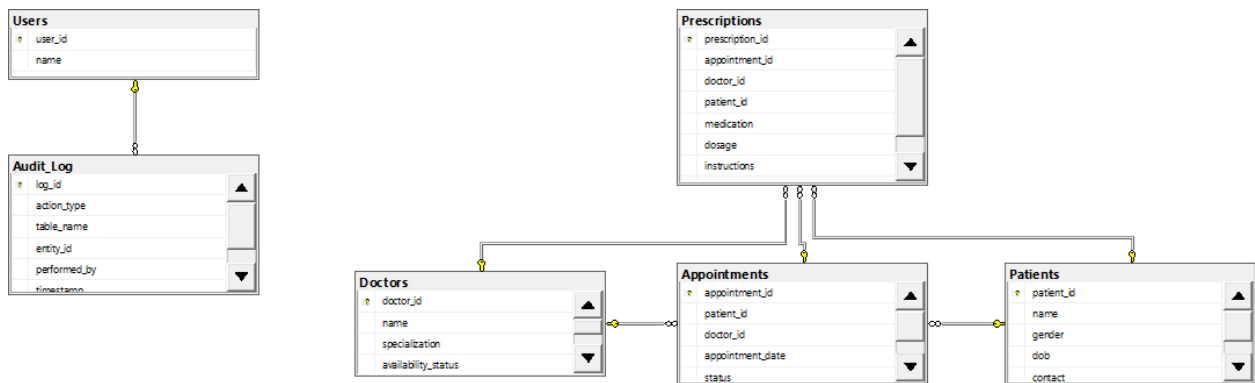 Users
user_id
name
Audit_Log
log_id
action_type
table_name
entity_id
performed_by
timestamp
Prescriptions
prescription_id
appointment_id
doctor_id
patient_id
medication
dosage
instructions
Doctors
doctor_id
name
specialization
availability_status
Appointments
appointment_id
patient_id
doctor_id
appointment_date
status
Patients
patient_id
name
gender
dob
contact